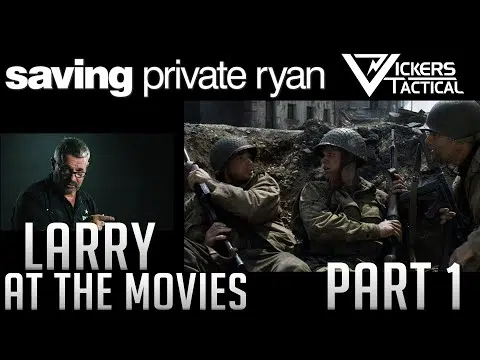 saving private ryan
VICKERS
TACTICAL
LARRY
AT THE MOVIES
PART 1